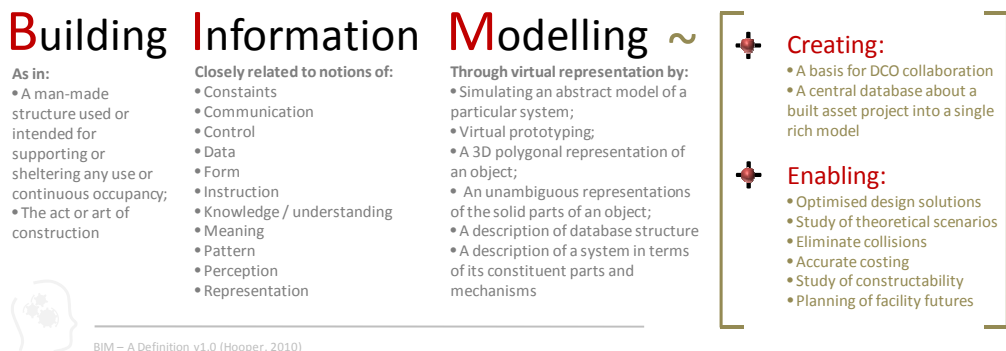 Building Information Modelling ~
As in:
• A man-made
structure used or
intended for
supporting or
sheltering any use or
continuous occupancy;
• The act or art of
construction
Closely related to notions of:
• Constaints
• Communication
• Control
• Data
• Form
• Instruction
• Knowledge / understanding
• Meaning
• Pattern
• Perception
• Representation
Through virtual representation by:
• Simulating an abstract model of a
particular system;
• Virtual prototyping;
• A 3D polygonal representation of
an object;
• An unambiguous representations
of the solid parts of an object;
• A description of database structure
• A description of a system in terms
of its constituent parts and
mechanisms
Creating:
• A basis for DCO collaboration
• A central database about a
built asset project into a single
rich model
Enabling:
• Optimised design solutions
• Study of theoretical scenarios
• Eliminate collisions
• Accurate costing
• Study of constructability
• Planning of facility futures
BIM – A Definition v1.0 (Hooper, 2010)